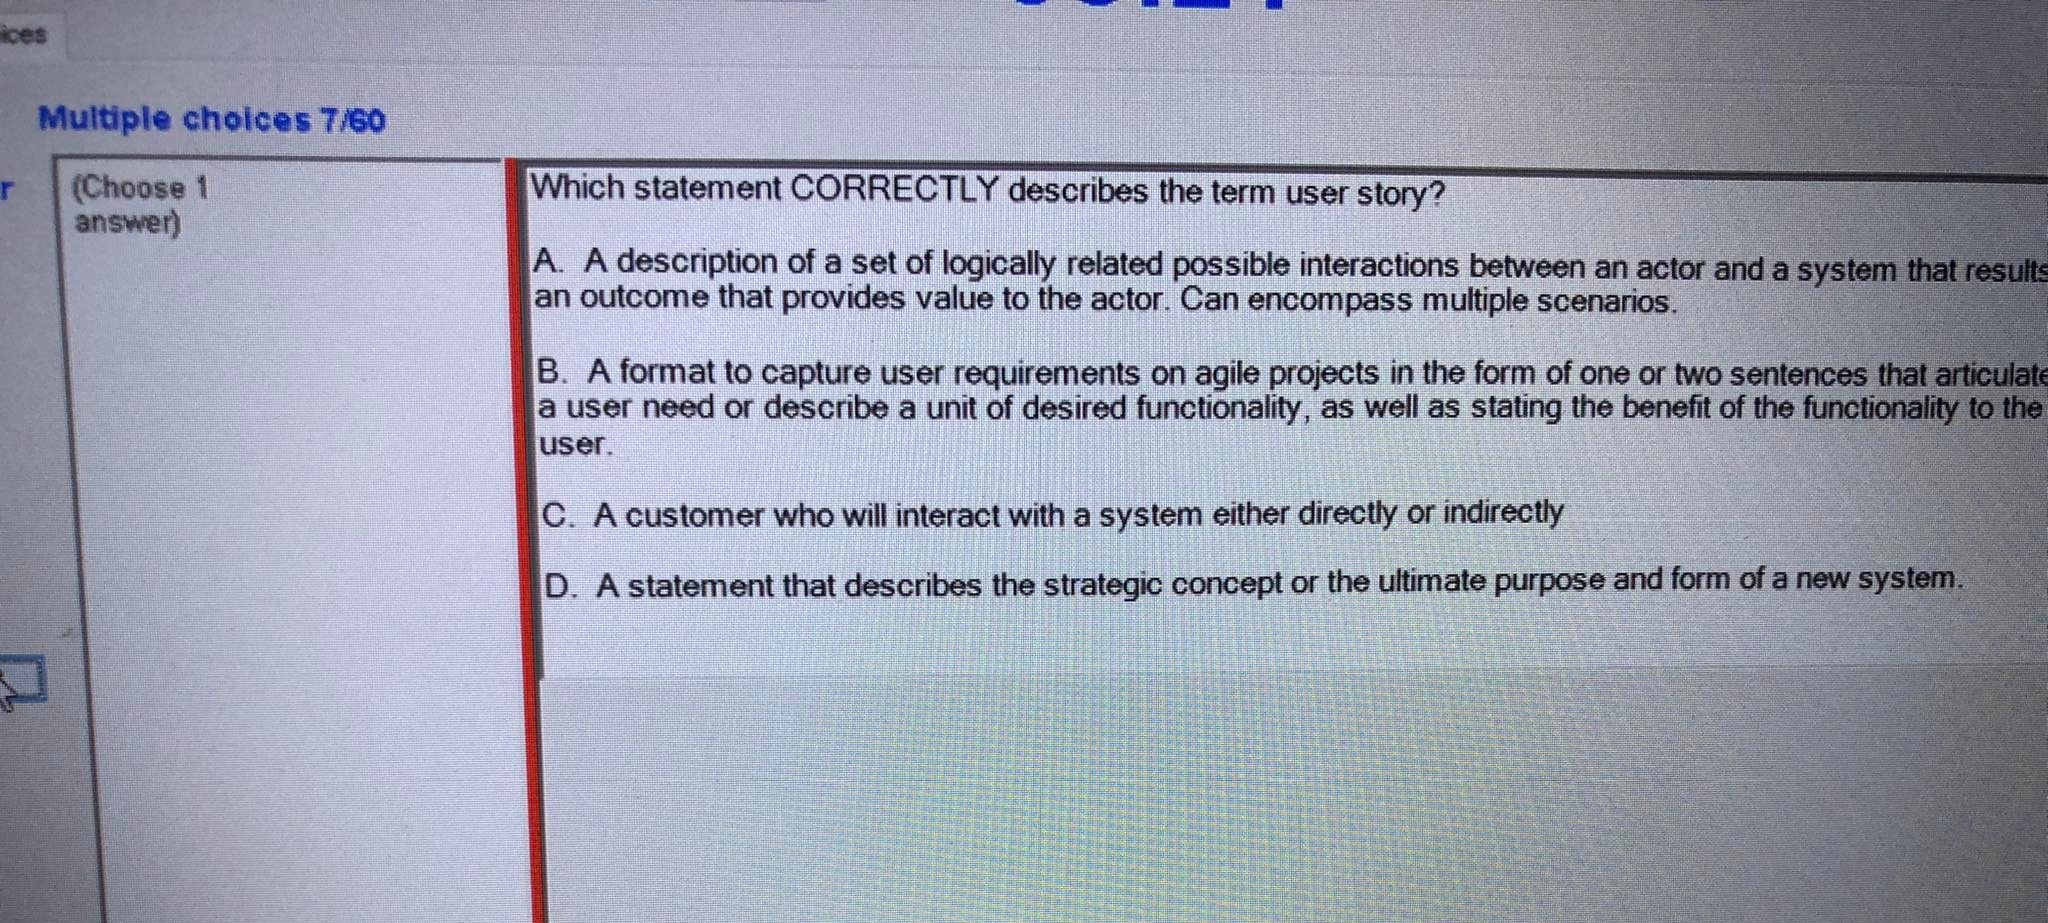 ices
Multiple choices 7/60
r
(Choose 1
answer)
Which statement CORRECTLY describes the term user story?
A. A description of a set of logically related possible interactions between an actor and a system that results
an outcome that provides value to the actor. Can encompass multiple scenarios.
B. A format to capture user requirements on agile projects in the form of one or two sentences that articulate
a user need or describe a unit of desired functionality, as well as stating the benefit of the functionality to the
user.
C. A customer who will interact with a system either directly or indirectly
D. A statement that describes the strategic concept or the ultimate purpose and form of a new system.